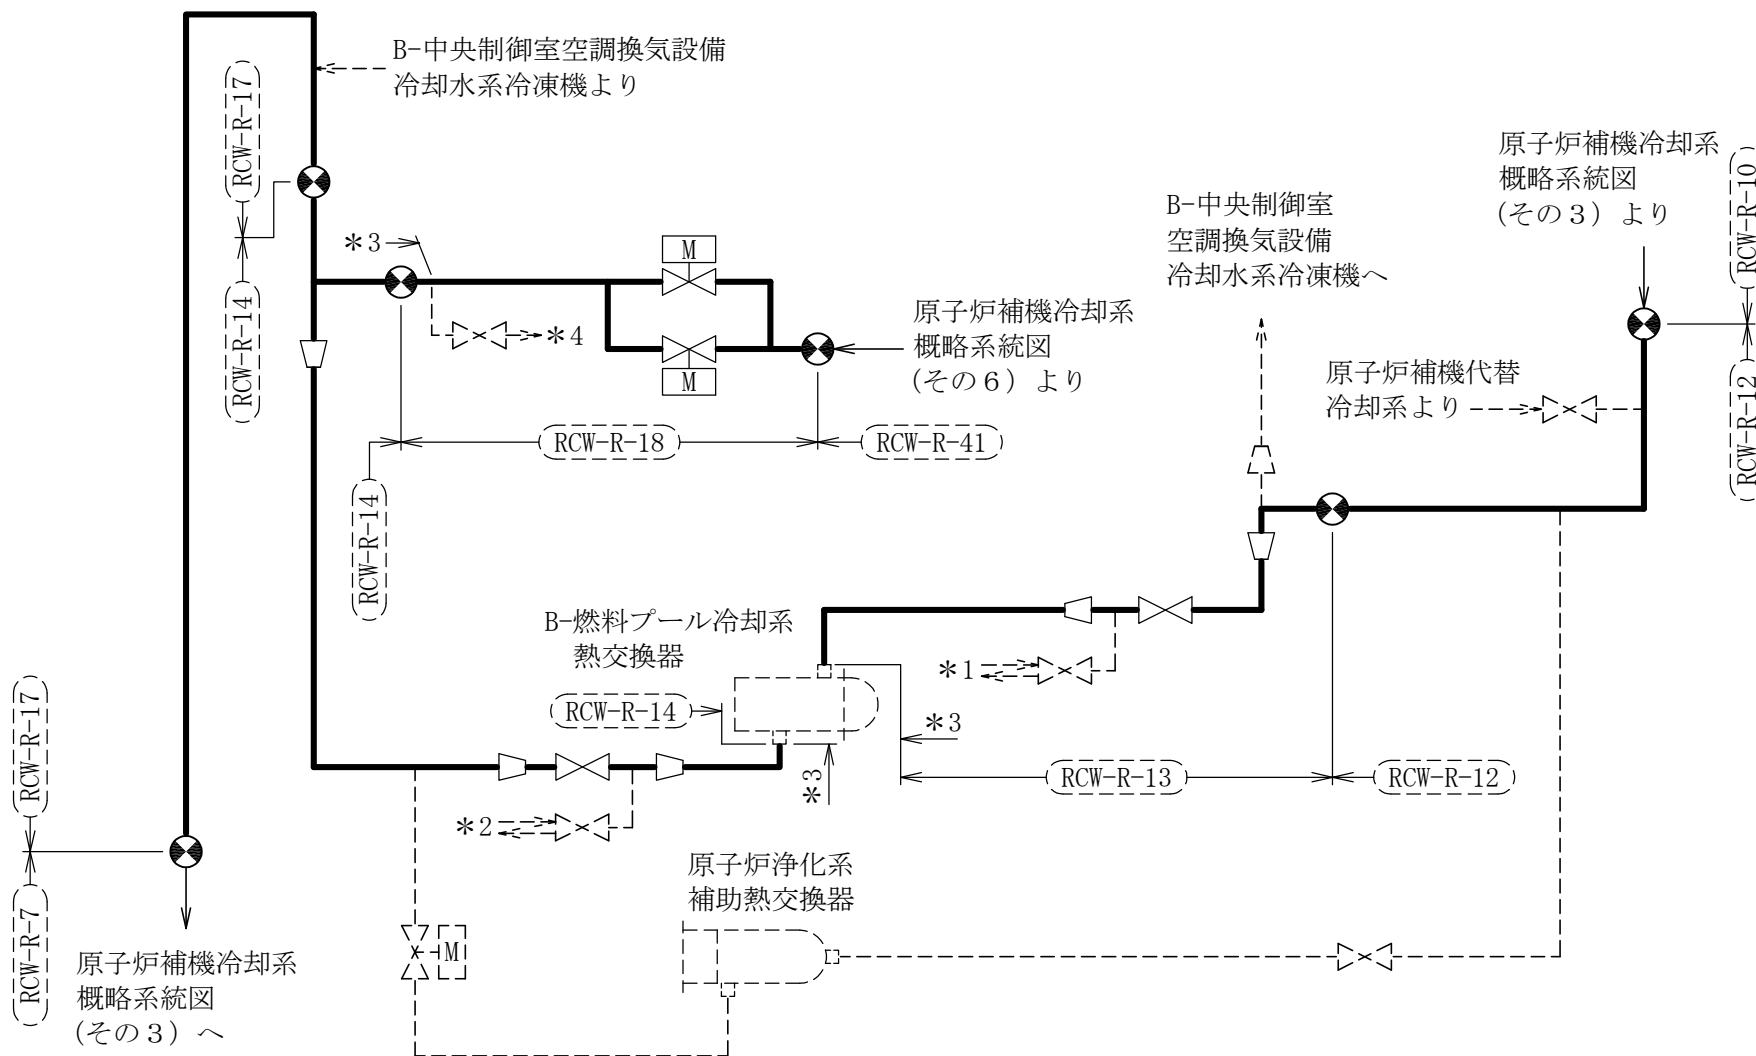 B-中央制御室空調換気設備
冷却水系冷凍機より
RCW-R-17
RCW-R-14
＊3
M
＊4
M
原子炉補機冷却系
概略系統図
(その６）より
RCW-R-18
RCW-R-41
RCW-R-14
B-中央制御室
空調換気設備
冷却水系冷凍機へ
原子炉補機冷却系
概略系統図
(その３）より
RCW-R-10
RCW-R-12
原子炉補機代替
冷却系より
B-燃料プール冷却系
熱交換器
RCW-R-14
＊1
＊3
＊3
RCW-R-13
RCW-R-12
＊2
RCW-R-17
RCW-R-7
原子炉補機冷却系
概略系統図
(その３）へ
M
原子炉浄化系
補助熱交換器